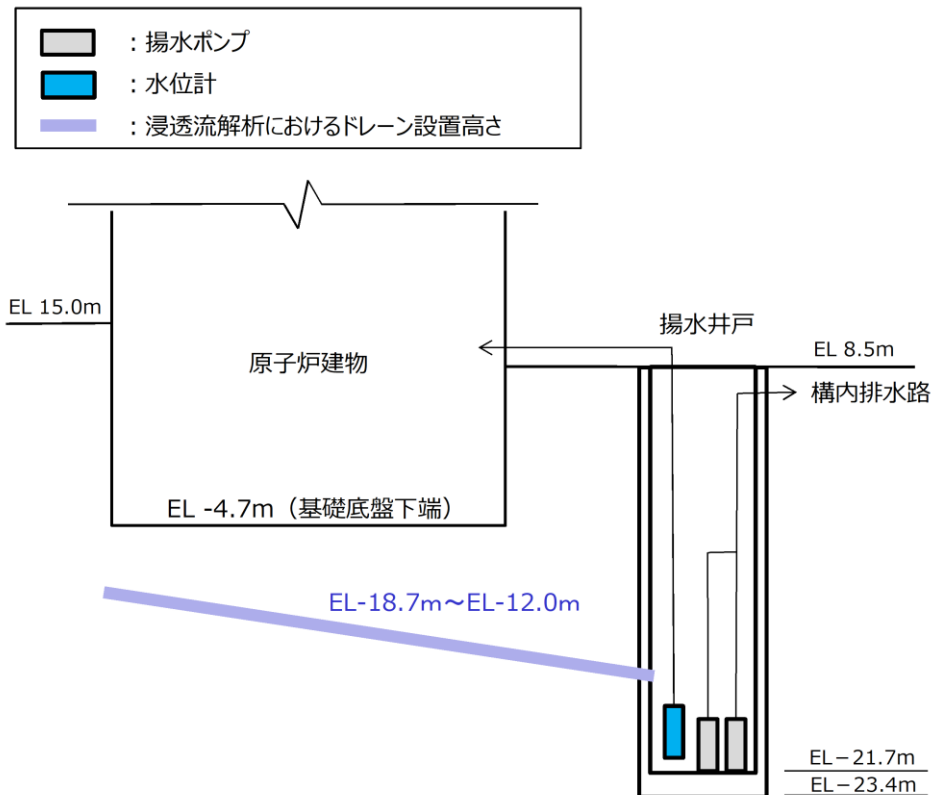 ：揚水ポンプ
：水位計
：浸透流解析におけるドレーン設置高さ
EL 15.0m
揚水井戸
EL 8.5m
原子炉建物
構内排水路
EL -4.7m（基礎底盤下端）
EL-18.7m～EL-12.0m
EL－21.7m
EL－23.4m